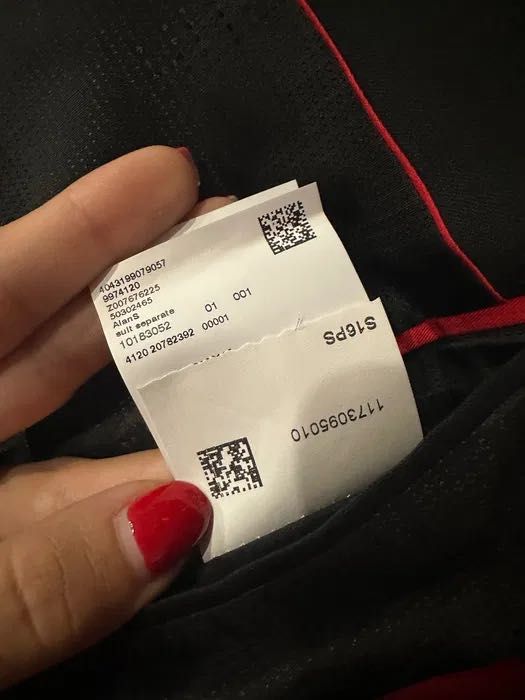 4043199079057
9974120
Z007676225
50302465
AlanS
suit separate
10183052 01 001
4120 20782392 00001
S16PS
1173095010